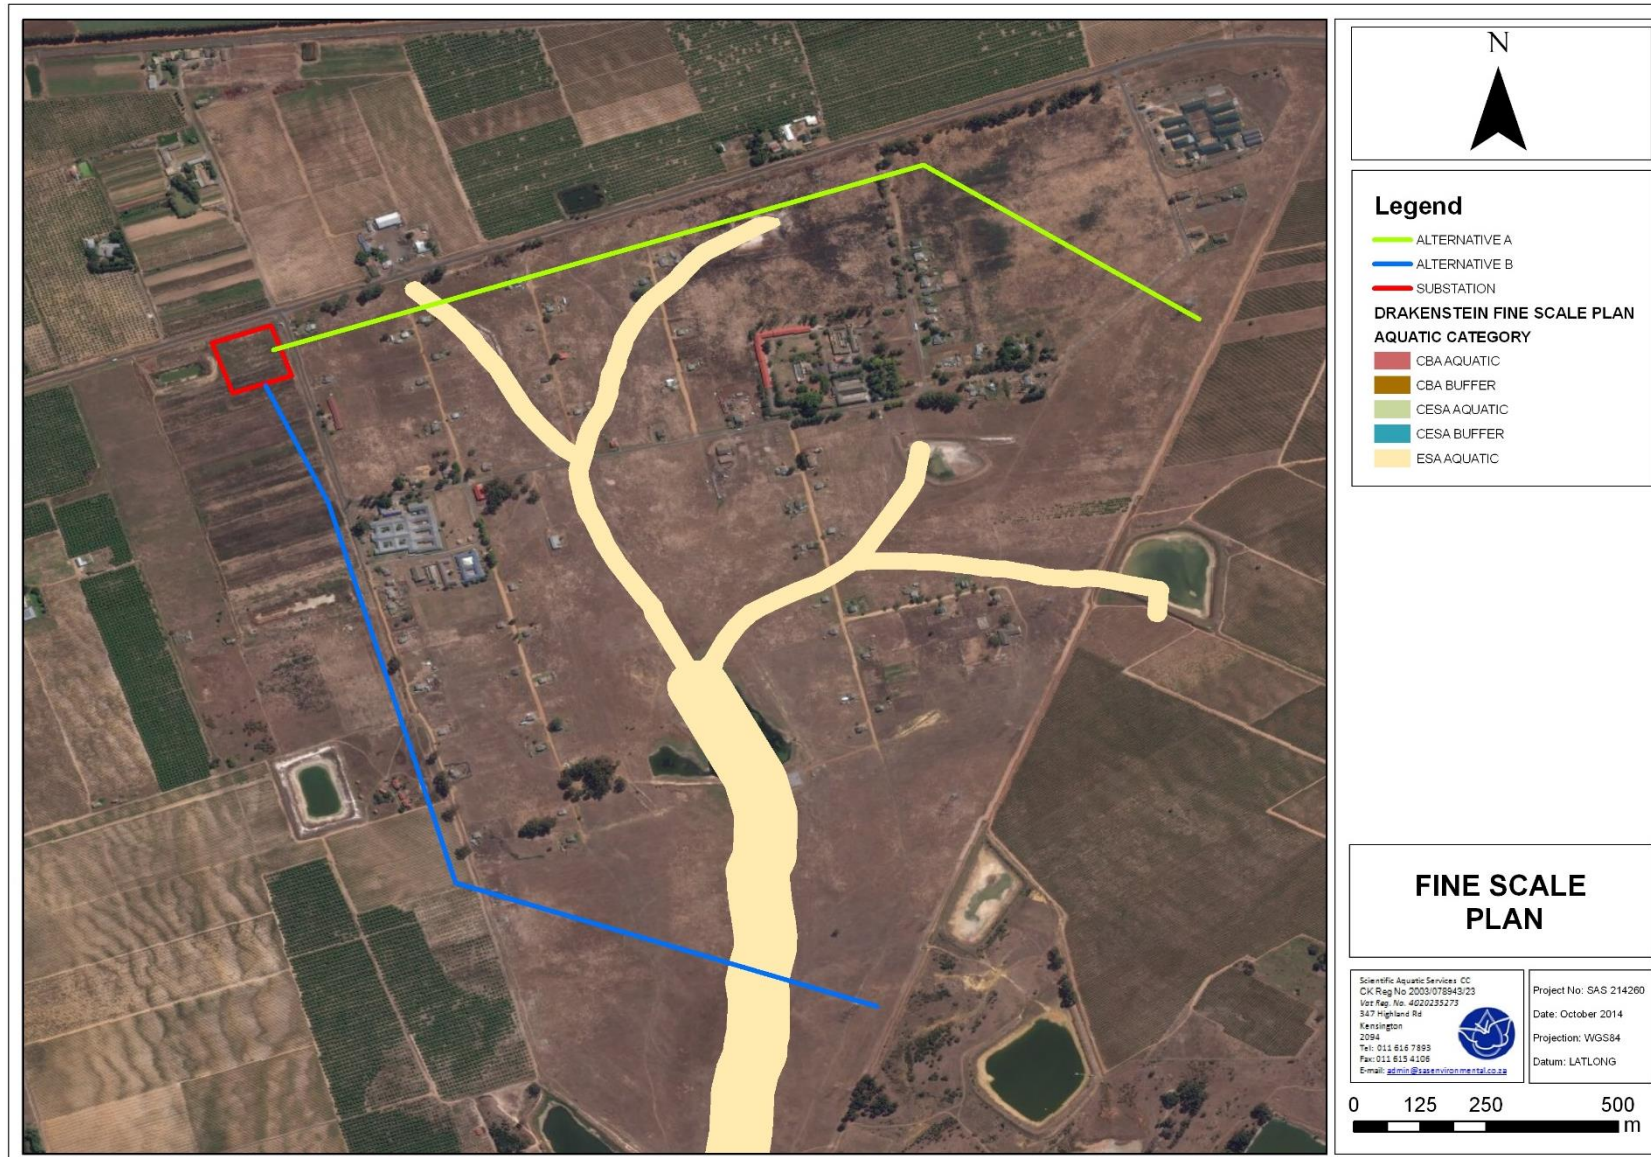 N
Legend
ALTERNATIVE A
ALTERNATIVE B
SUBSTATION
DRAKENSTEIN FINE SCALE PLAN
AQUATIC CATEGORY
CBA AQUATIC
CBA BUFFER
CESA AQUATIC
CESA BUFFER
ESA AQUATIC
FINE SCALE
PLAN
Scientific Aquatic Services CC
CK Reg No 2003/078943/23
Vat Reg. No. 4020235273
347 Highland Rd
Kensington
2094
Tel: 011 616 7893
Fax: 011 615 4106
E-mail: admin@sasenvironmental.co.za
Project No: SAS 214260
Date: October 2014
Projection: WGS84
Datum: LATLONG
0 125 250 500
m